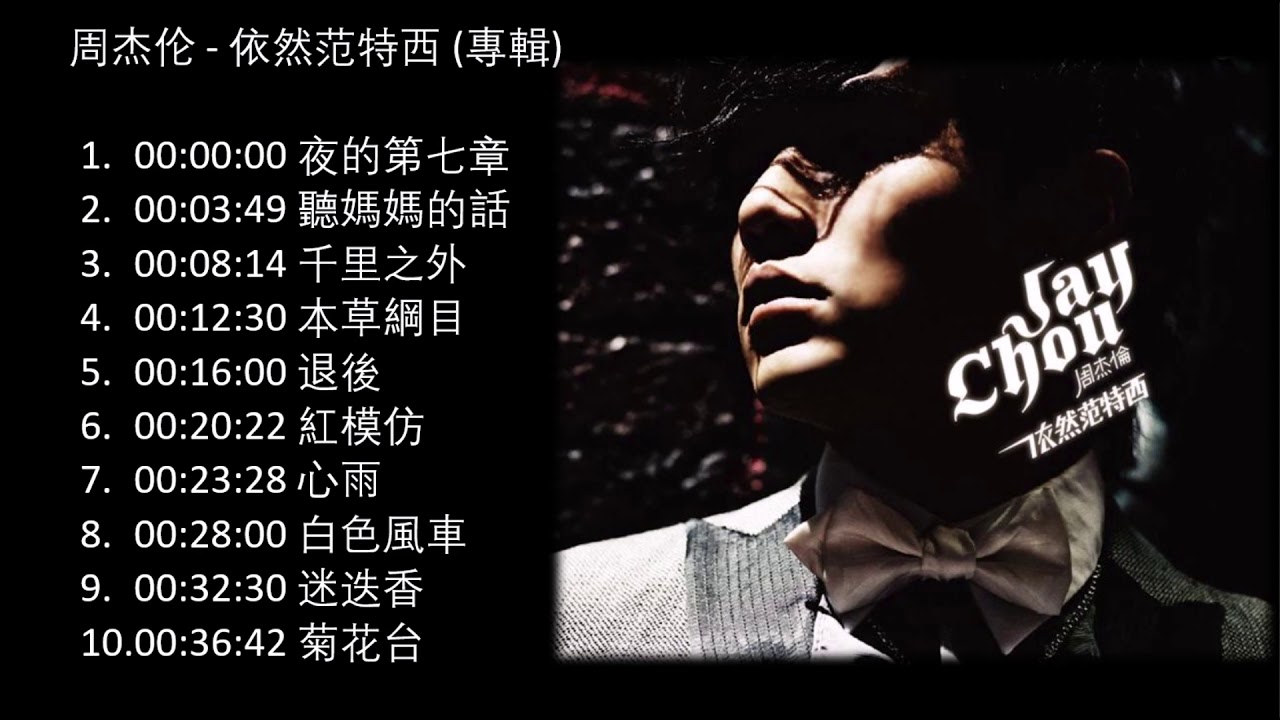 周杰伦 - 依然范特西 (專輯)
1. 00:00:00 夜的第七章
2. 00:03:49 聽媽媽的話
3. 00:08:14 千里之外
4. 00:12:30 本草綱目
5. 00:16:00 退後
6. 00:20:22 紅模仿
7. 00:23:28 心雨
8. 00:28:00 白色風車
9. 00:32:30 迷迭香
10.00:36:42 菊花台
Jay
Chou
周杰倫
依然范特西